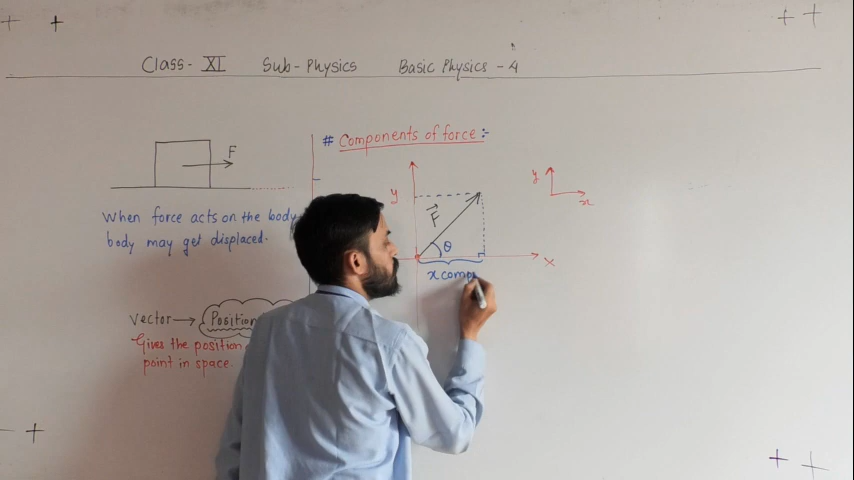 Class - XI Sub - Physics Basic Physics - 4
F
When force acts on the body
body may get displaced.
Vector → Position
Gives the position
point in space.
# Components of force :-
y
F
θ
x
x comp
y
x